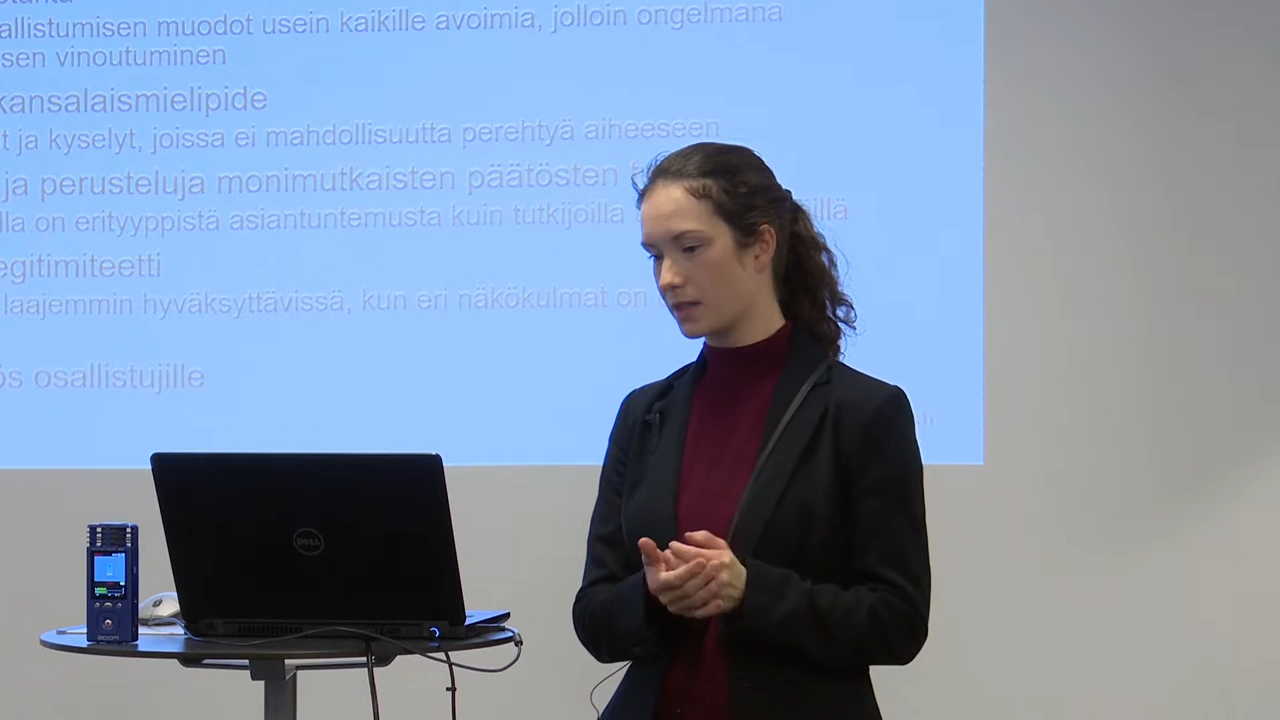 allistumisen muodot usein kaikille avoimia, jolloin ongelmana
sen vinoutuminen
kansalaismielipide
t ja kyselyt, joissa ei mahdollisuutta perehtyä aiheeseen
ja perusteluja monimutkaisten päätösten
lla on erityyppistä asiantuntemusta kuin tutkijoilla
egitimiteetti
laajemmin hyväksyttävissä, kun eri näkökulmat on
ös osallistujille
DELL
zoom